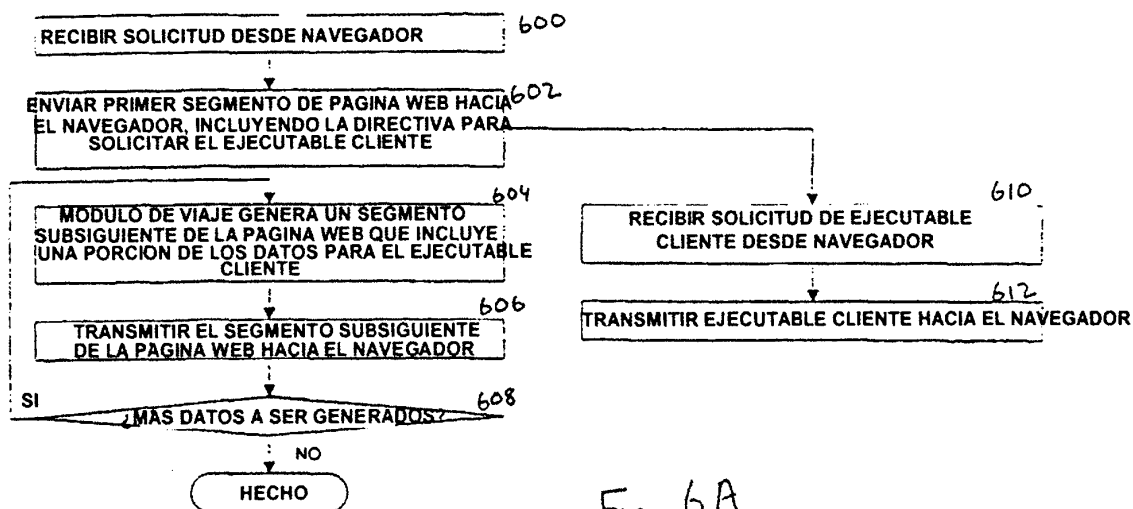 600
RECIBIR SOLICITUD DESDE NAVEGADOR
602
ENVIAR PRIMER SEGMENTO DE PAGINA WEB HACIA
EL NAVEGADOR, INCLUYENDO LA DIRECTIVA PARA
SOLICITAR EL EJECUTABLE CLIENTE
604
MODULO DE VIAJE GENERA UN SEGMENTO
SUBSIGUIENTE DE LA PAGINA WEB QUE INCLUYE
UNA PORCION DE LOS DATOS PARA EL EJECUTABLE
CLIENTE
606
TRANSMITIR EL SEGMENTO SUBSIGUIENTE
DE LA PAGINA WEB HACIA EL NAVEGADOR
608
SI
¿MAS DATOS A SER GENERADOS?
NO
HECHO
610
RECIBIR SOLICITUD DE EJECUTABLE
CLIENTE DESDE NAVEGADOR
612
TRANSMITIR EJECUTABLE CLIENTE HACIA EL NAVEGADOR
6A